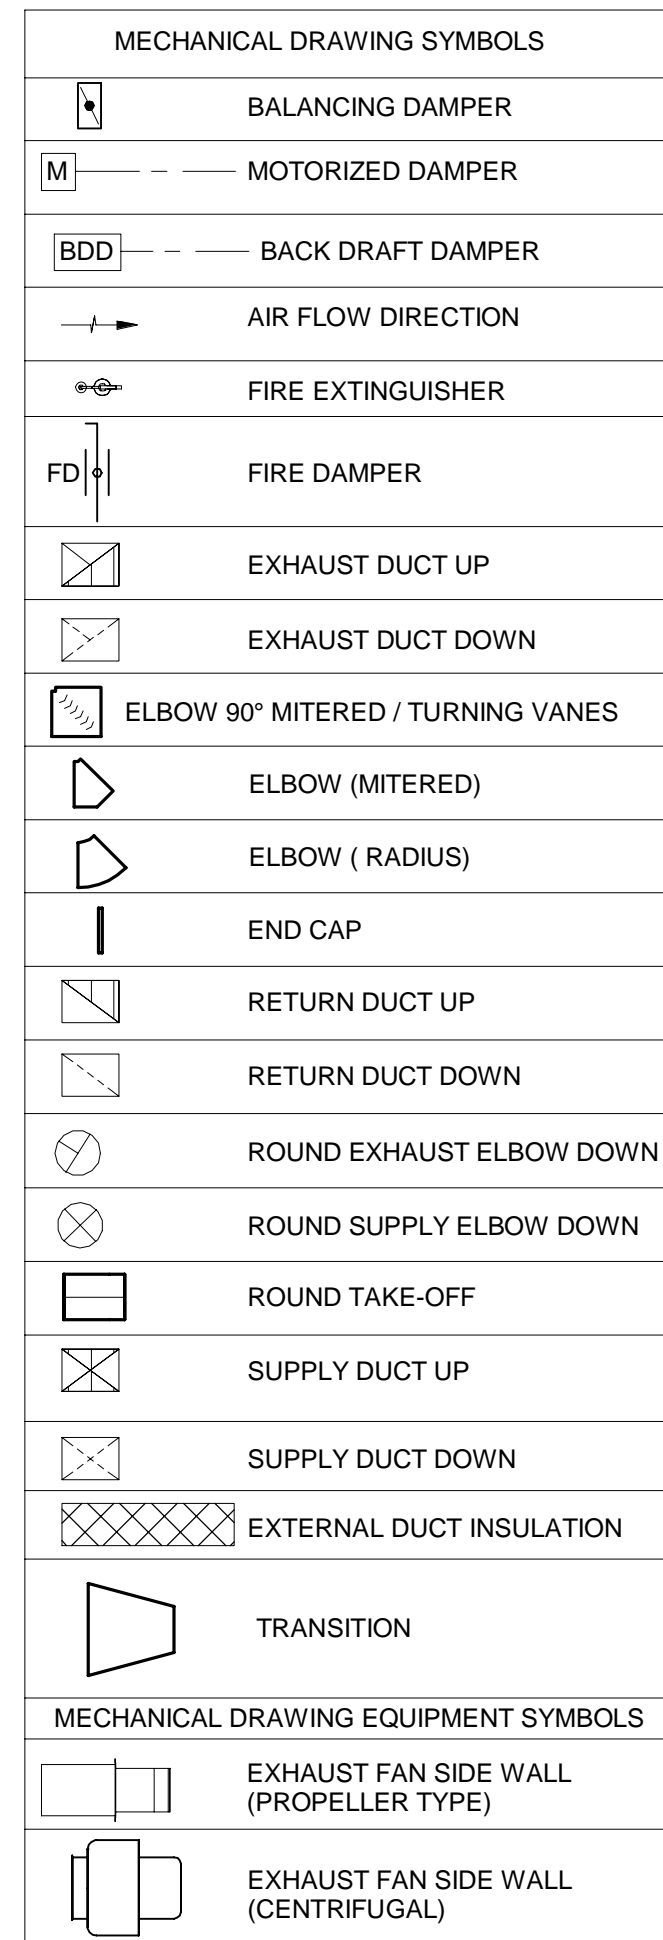 MECHANICAL DRAWING SYMBOLS
BALANCING DAMPER
M MOTORIZED DAMPER
BDD BACK DRAFT DAMPER
AIR FLOW DIRECTION
FIRE EXTINGUISHER
FD FIRE DAMPER
EXHAUST DUCT UP
EXHAUST DUCT DOWN
ELBOW 90° MITERED / TURNING VANES
ELBOW (MITERED)
ELBOW ( RADIUS)
END CAP
RETURN DUCT UP
RETURN DUCT DOWN
ROUND EXHAUST ELBOW DOWN
ROUND SUPPLY ELBOW DOWN
ROUND TAKE-OFF
SUPPLY DUCT UP
SUPPLY DUCT DOWN
EXTERNAL DUCT INSULATION
TRANSITION
MECHANICAL DRAWING EQUIPMENT SYMBOLS
EXHAUST FAN SIDE WALL
(PROPELLER TYPE)
EXHAUST FAN SIDE WALL
(CENTRIFUGAL)